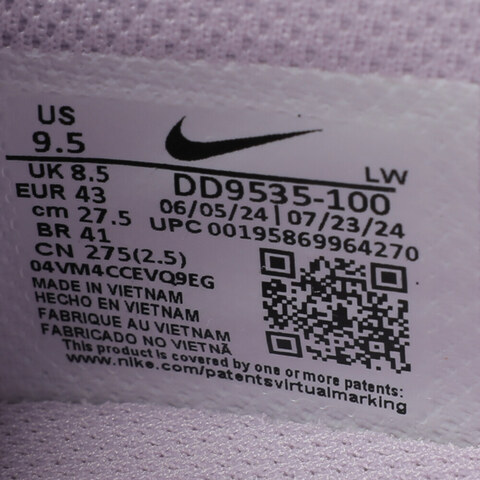 US
9.5
LW
UK 8.5
EUR 43
cm 27.5
BR 41
CN 275(2.5)
DD9535-100
06/05/24 | 07/23/24
UPC 00195869964270
04VM4CCEVQ9EG
MADE IN VIETNAM
HECHO EN VIETNAM
FABRIQUE AU VIETNAM
FABRICADO NO VIETNÃ
This product is covered by one or more patents:
www.nike.com/patentsvirtualmarking